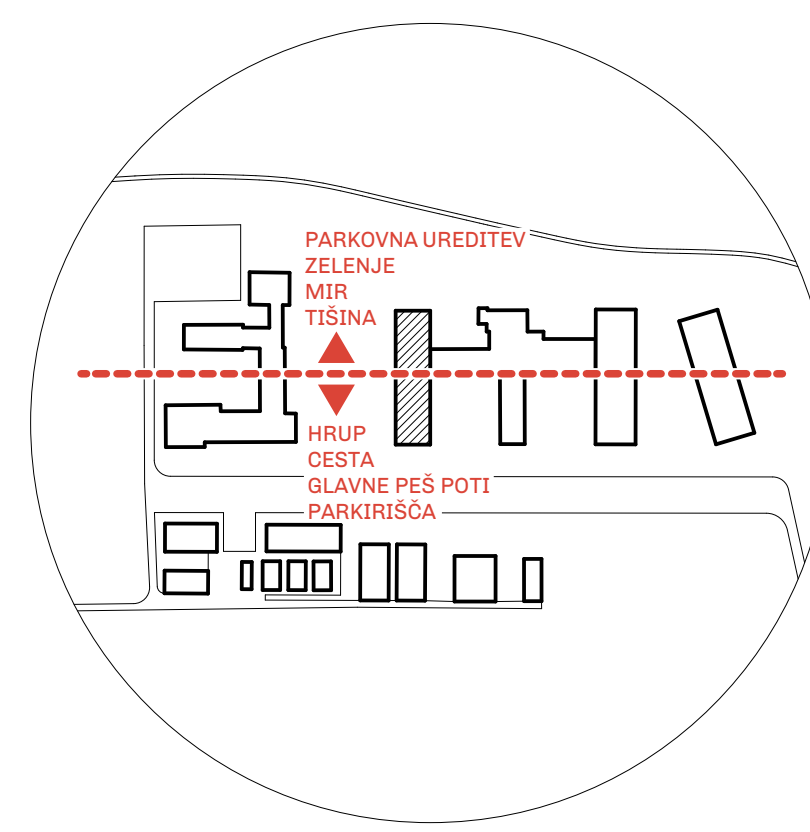 PARKOVNA UREDITEV
ZELENJE
MIR
TIŠINA
HRUP
CESTA
GLAVNE PEŠ POTI
PARKIRIŠČA